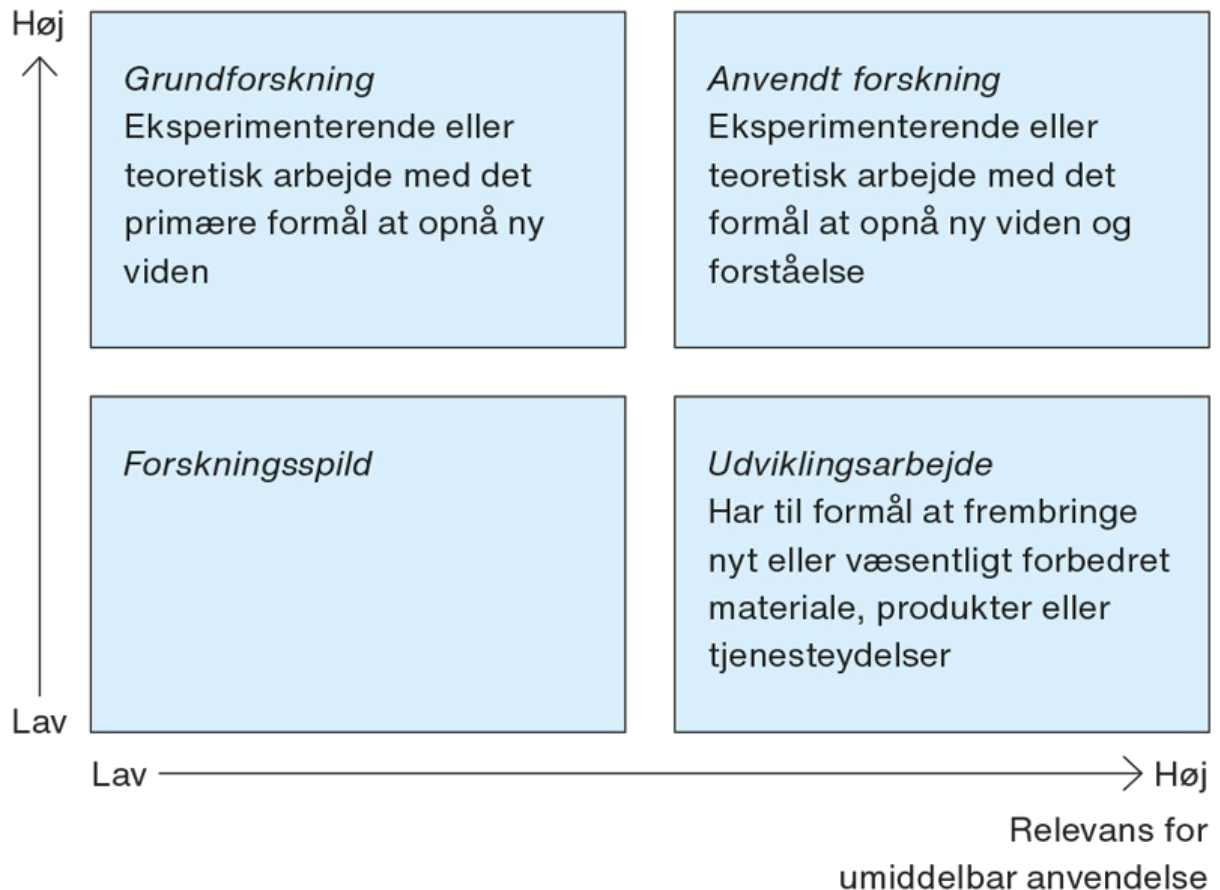 Høj
Grundforskning
Eksperimenterende eller
teoretisk arbejde med det
primære formål at opnå ny
viden
Anvendt forskning
Eksperimenterende eller
teoretisk arbejde med det
formål at opnå ny viden og
forståelse
Forskningsspild
Udviklingsarbejde
Har til formål at frembringe
nyt eller væsentligt forbedret
materiale, produkter eller
tjenesteydelser
Lav
Lav
Høj
Relevans for
umiddelbar anvendelse